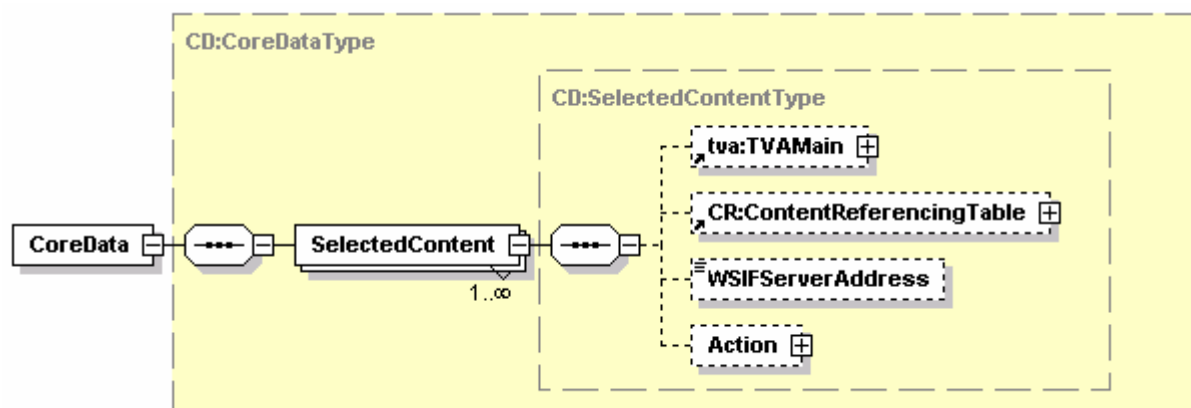 CD:CoreDataType
CD:SelectedContentType
tva:TVAMain
CR:ContentReferencingTable
CoreData
SelectedContent
1..∞
WSIFServerAddress
Action